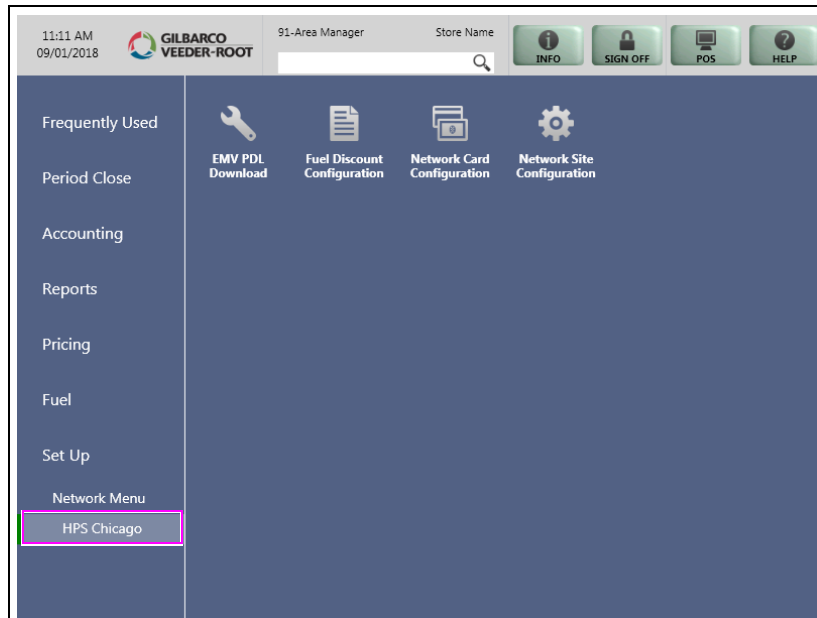 11:11 AM
09/01/2018
GILBARCO
VEEDER-ROOT
91-Area Manager
Store Name
INFO
SIGN OFF
POS
HELP
Frequently Used
Period Close
Accounting
Reports
Pricing
Fuel
Set Up
Network Menu
HPS Chicago
EMV PDL
Download
Fuel Discount
Configuration
Network Card
Configuration
Network Site
Configuration